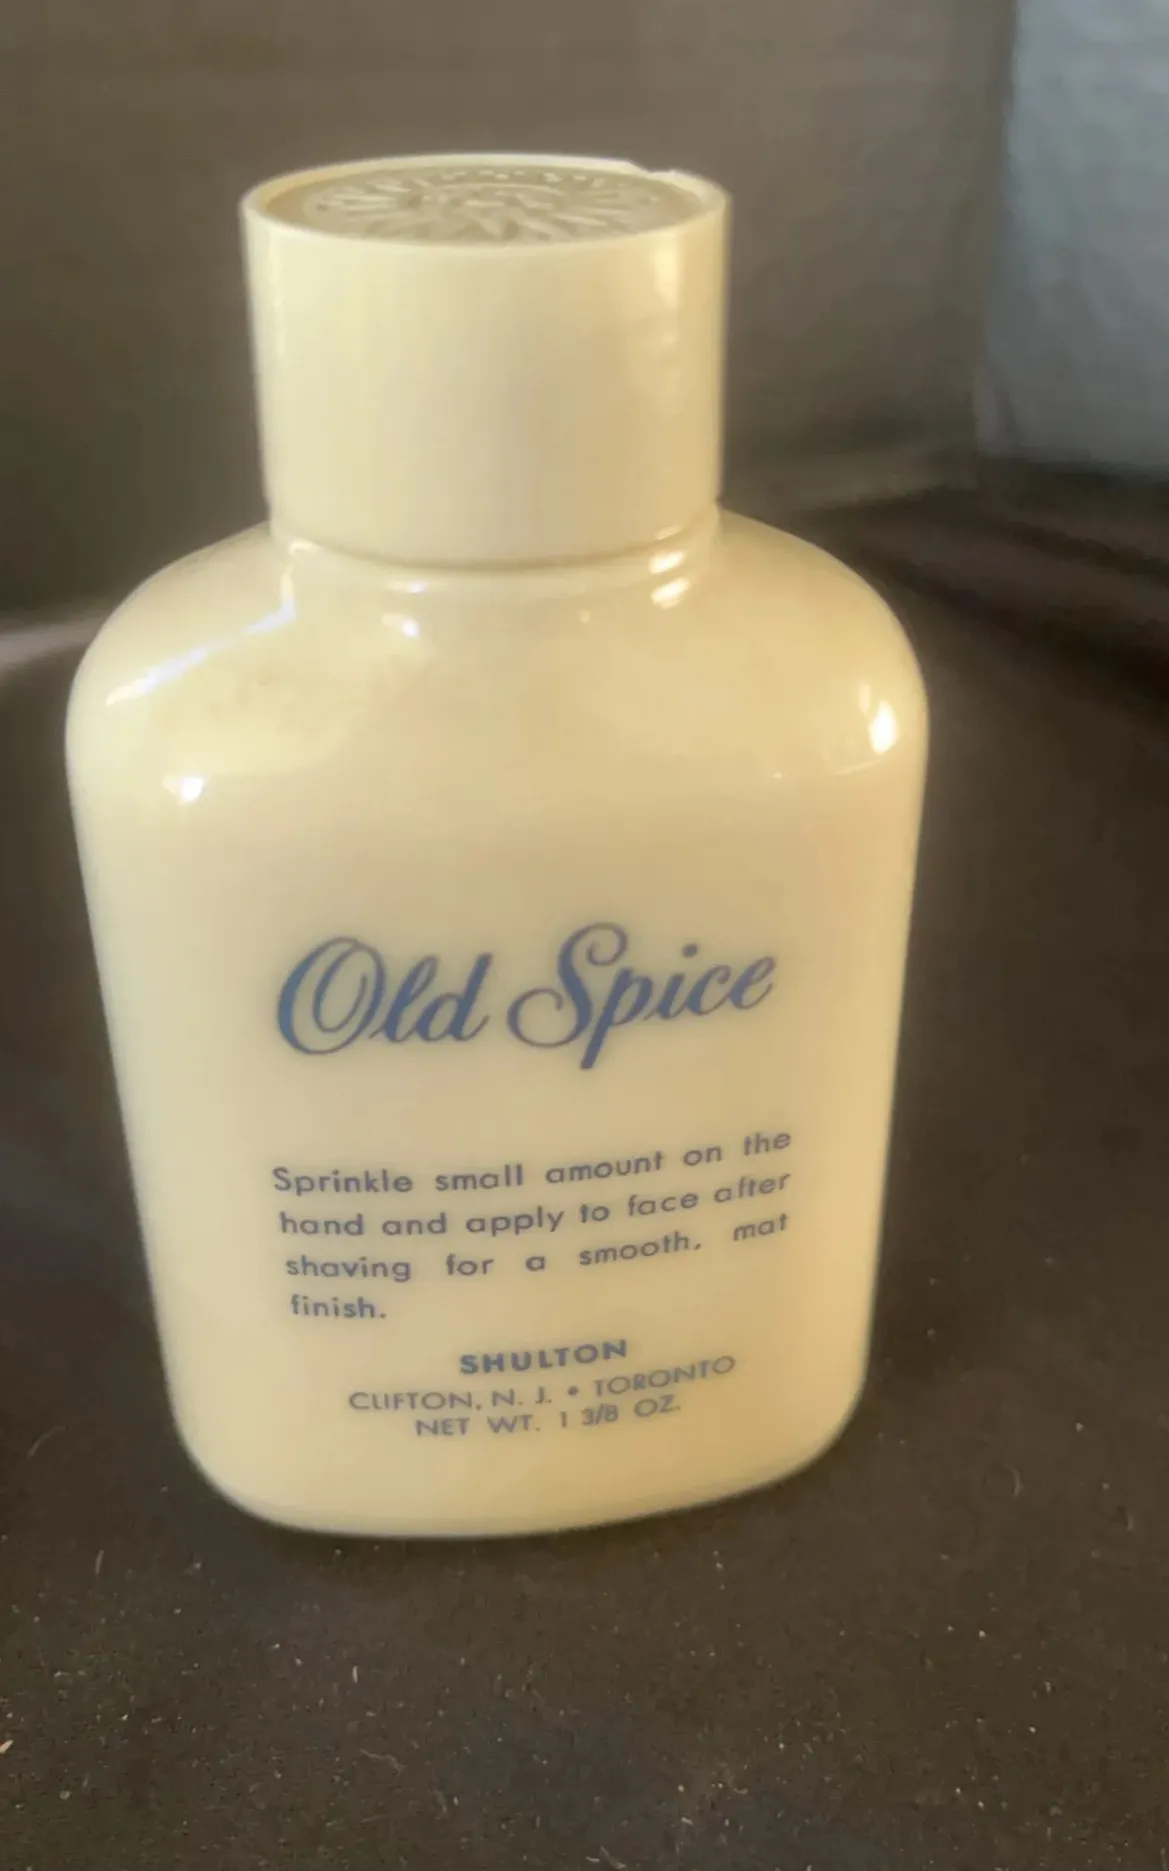 Old Spice
Sprinkle small amount on the
hand and apply to face after
shaving for a smooth, mat
finish.
SHULTON
CLIFTON, N. J. • TORONTO
NET WT. 1 3/8 OZ.